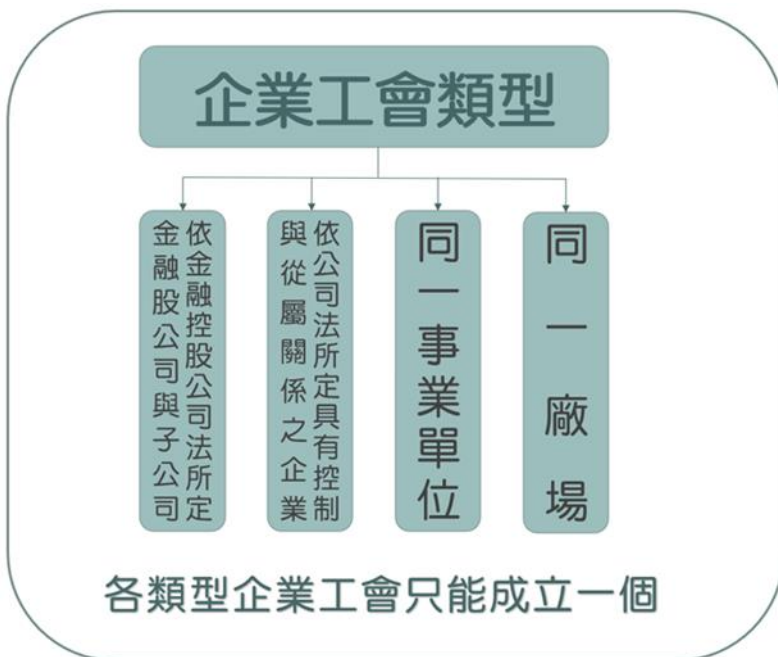 企業工會類型
同一廠場
同一事業單位
依公司法所定具有控制
與從屬關係之企業
依金融控股公司法所定
金融股公司與子公司
各類型企業工會只能成立一個